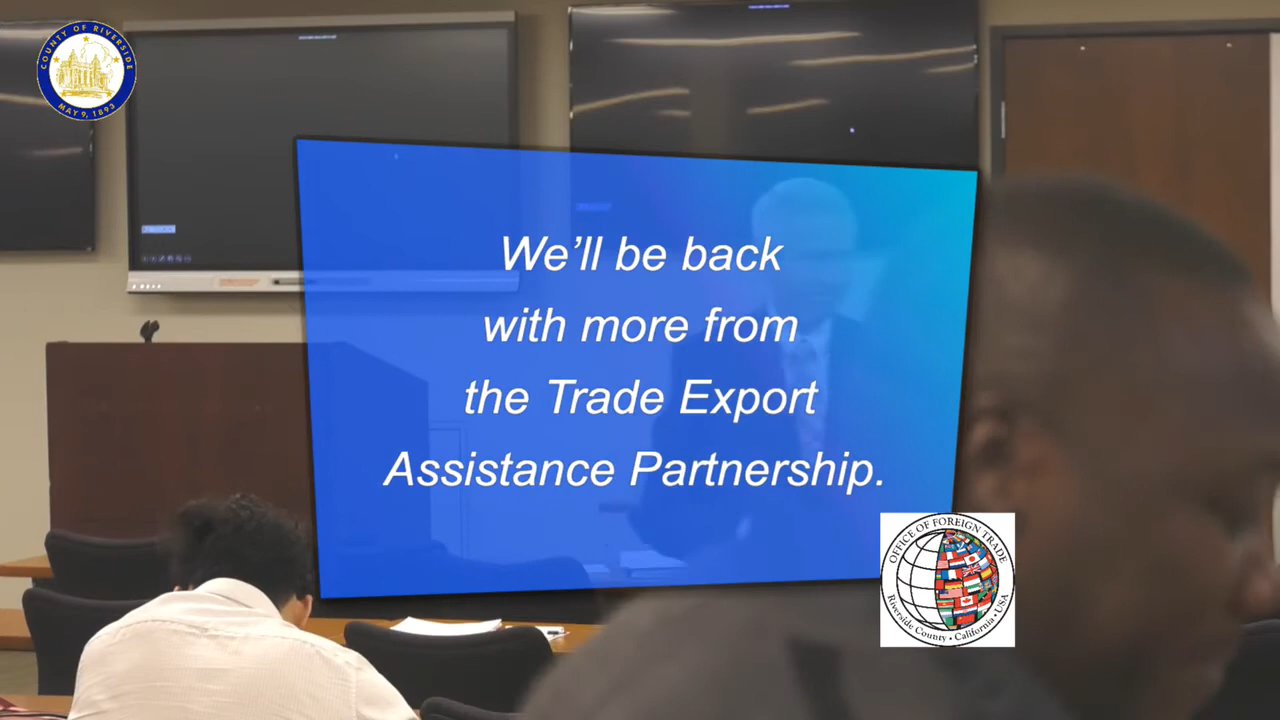 COUNTY OF RIVERSIDE
MAY 9, 1893
We'll be back
with more from
the Trade Export
Assistance Partnership.
OFFICE OF FOREIGN TRADE
Riverside County • California • USA